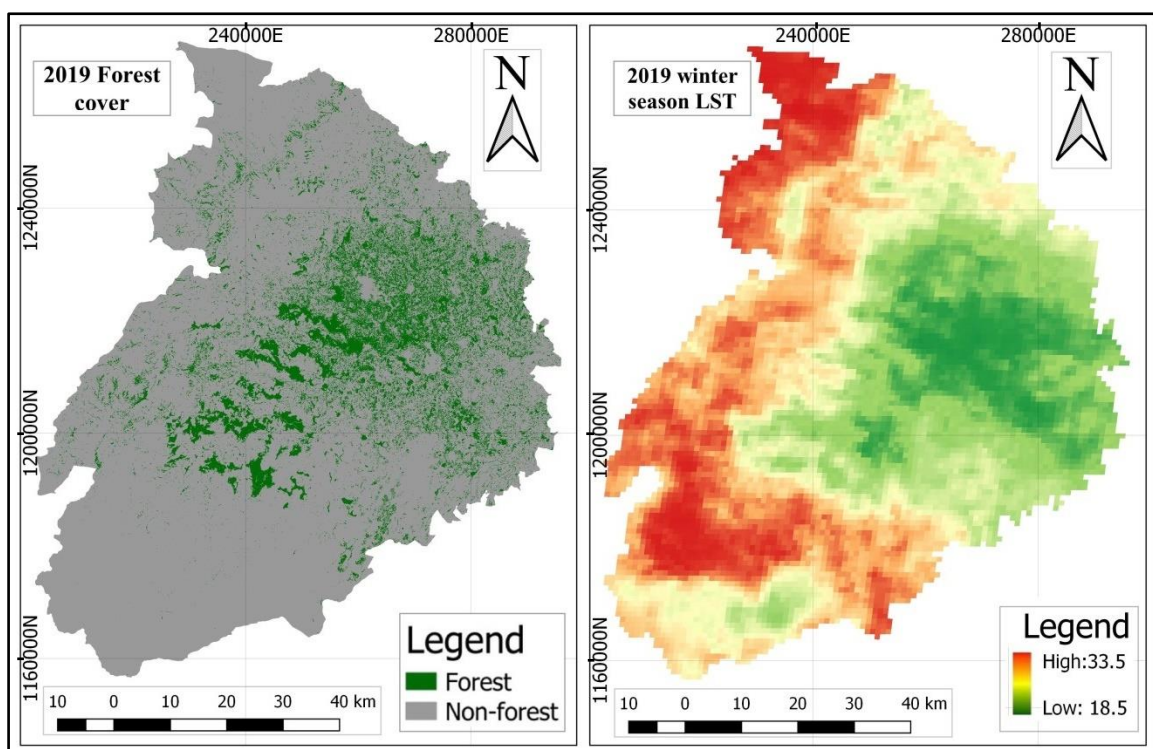 2019 Forest
cover
240000E
280000E
N
1240000N
1200000N
1160000N
Legend
Forest
Non-forest
10 0 10 20 30 40 km
2019 winter
season LST
240000E
280000E
N
1240000N
1200000N
1160000N
Legend
High:33.5
Low: 18.5
10 0 10 20 30 40 km